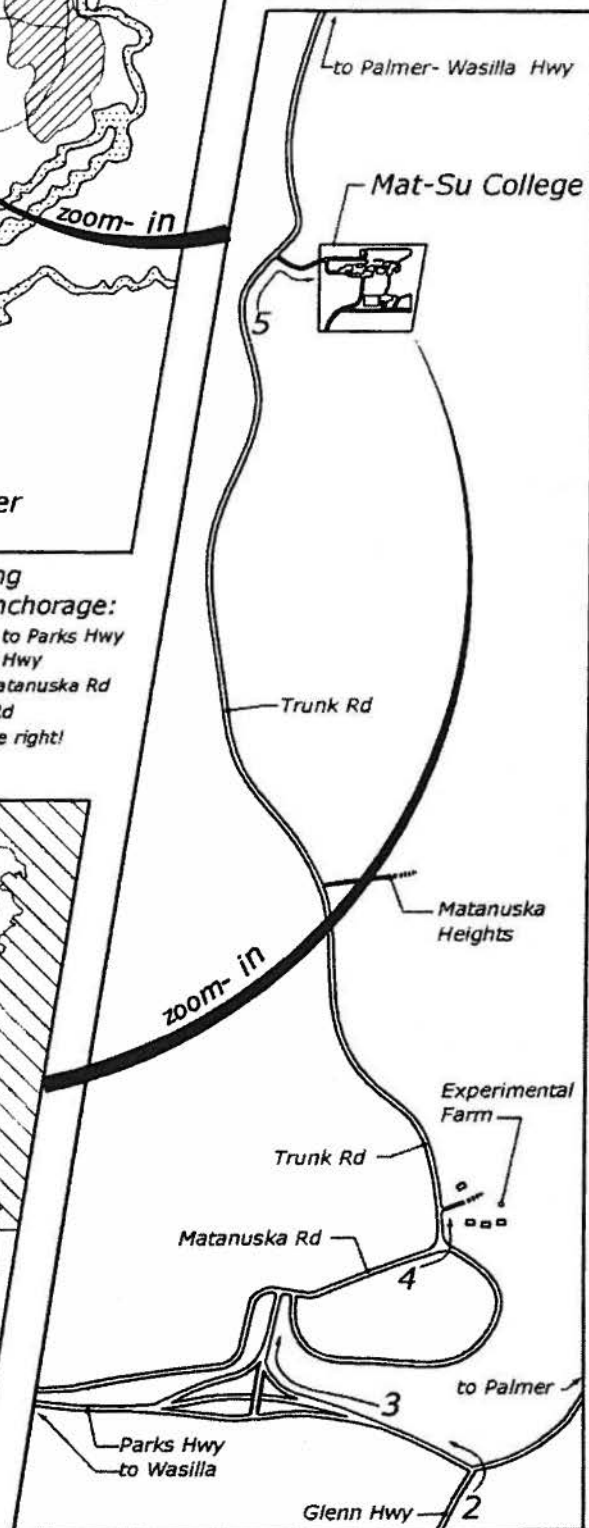 to Palmer- Wasilla Hwy
Mat-Su College
zoom- in
5
er
ng
nchorage:
to Parks Hwy
Hwy
atanuska Rd
Rd
e right!
Trunk Rd
Matanuska
Heights
zoom- in
Experimental
Farm
Trunk Rd
Matanuska Rd
4
3
to Palmer
Parks Hwy
to Wasilla
Glenn Hwy
2